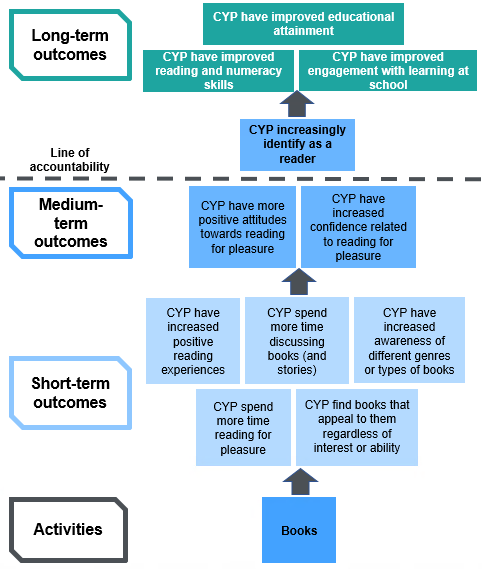 Long-term
outcomes
CYP have improved educational
attainment
CYP have improved
reading and numeracy
skills
CYP have improved
engagement with learning at
school
CYP increasingly
identify as a
reader
Line of
accountability
Medium-
term
outcomes
CYP have more
positive attitudes
towards reading
for pleasure
CYP have
increased
confidence related
to reading for
pleasure
Short-term
outcomes
CYP have
increased
positive
reading
experiences
CYP spend
more time
discussing
books (and
stories)
CYP have
increased
awareness of
different genres
or types of books
CYP spend
more time
reading for
pleasure
CYP find books that
appeal to them
regardless of
interest or ability
Activities
Books